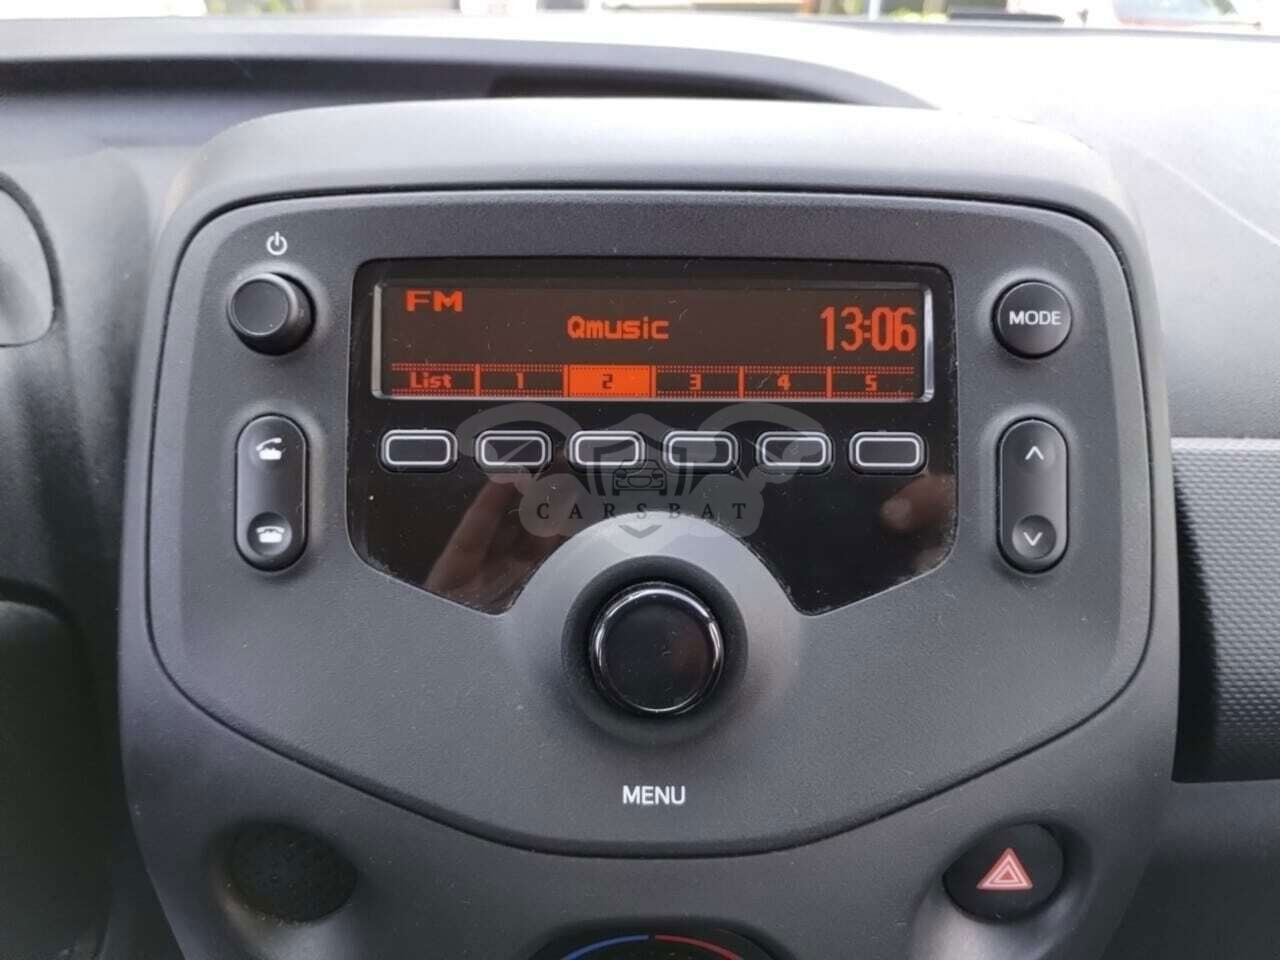 FM
Qmusic
13:06
List 1 2 3 4 5
MODE
CARSBAT
MENU